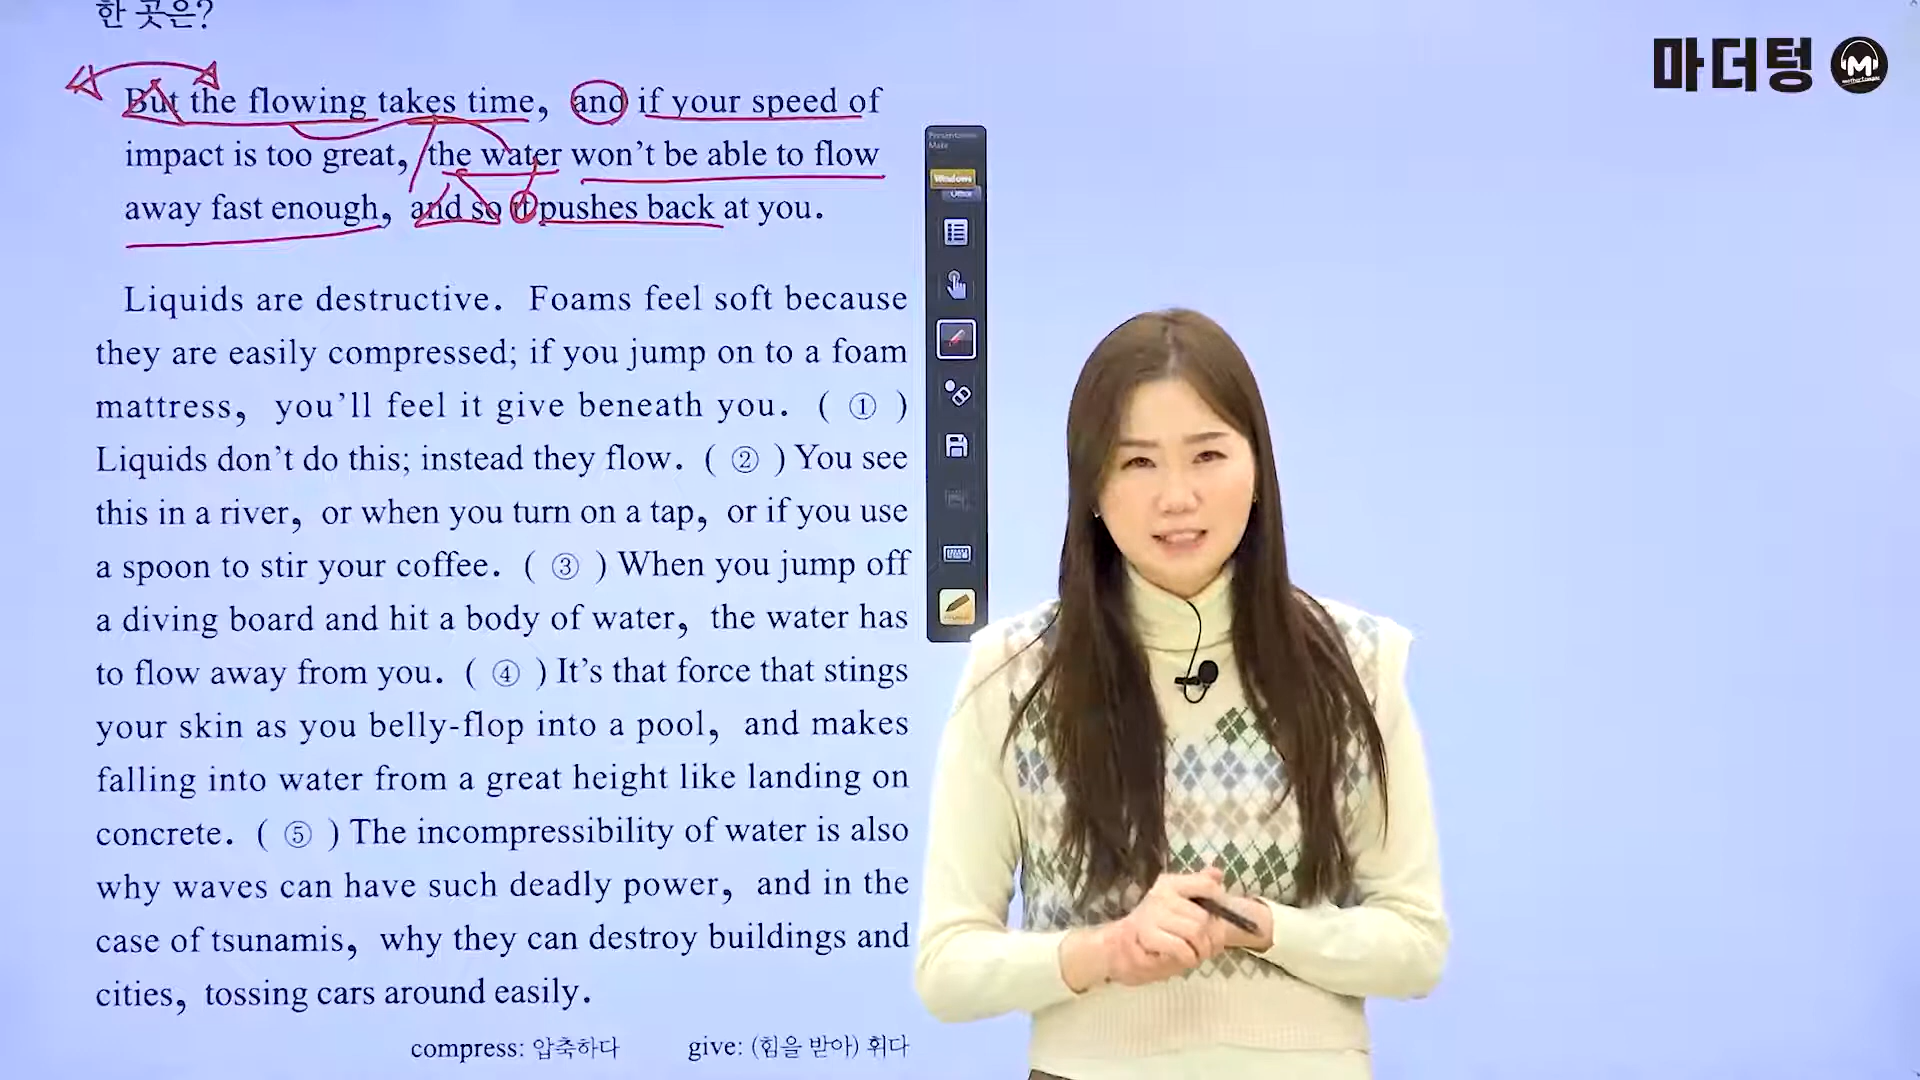 한 곳은?
마더텅
M
But the flowing takes time, and if your speed of
impact is too great, the water won't be able to flow
away fast enough, and so it pushes back at you.
Windows
Office
Liquids are destructive. Foams feel soft because
they are easily compressed; if you jump on to a foam
mattress, you'll feel it give beneath you. ( ① )
Liquids don't do this; instead they flow. ( ② ) You see
this in a river, or when you turn on a tap, or if you use
a spoon to stir your coffee. ( ③ ) When you jump off
a diving board and hit a body of water, the water has
to flow away from you. ( ④ ) It's that force that stings
your skin as you belly-flop into a pool, and makes
falling into water from a great height like landing on
concrete. ( ⑤ ) The incompressibility of water is also
why waves can have such deadly power, and in the
case of tsunamis, why they can destroy buildings and
cities, tossing cars around easily.
compress: 압축하다 give: (힘을 받아) 휘다